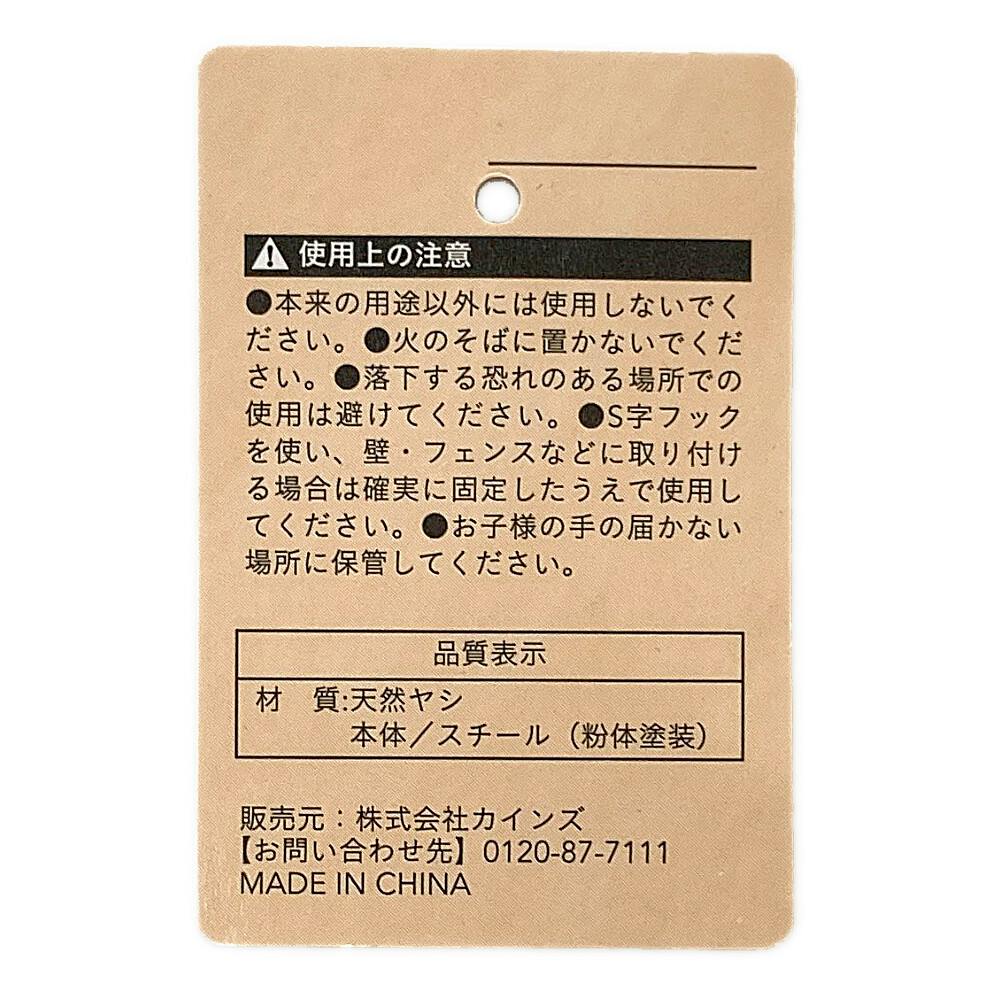 使用上の注意
●本来の用途以外には使用しないでく
ださい。●火のそばに置かないでくだ
さい。●落下する恐れのある場所での
使用は避けてください。●S字フック
を使い、壁・フェンスなどに取り付け
る場合は確実に固定したうえで使用し
てください。●お子様の手の届かない
場所に保管してください。
品質表示
材　質:天然ヤシ
本体／スチール（粉体塗装）
販売元：株式会社カインズ
【お問い合わせ先】0120-87-7111
MADE IN CHINA